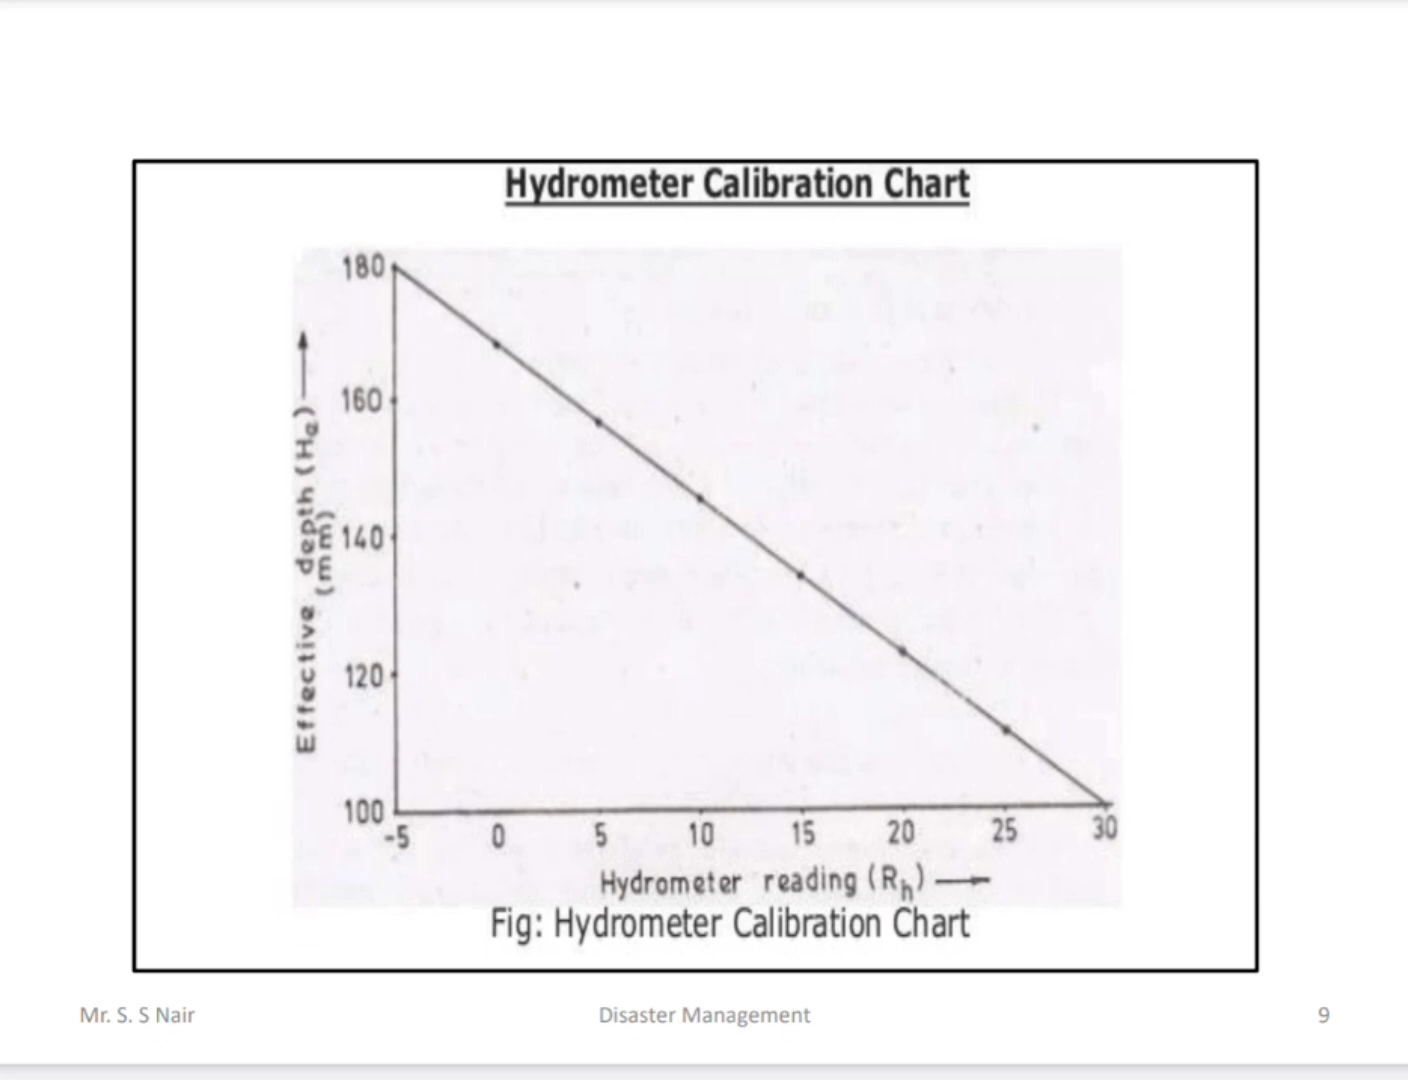 Hydrometer Calibration Chart
180
160
140
120
100
Effective depth (He)
(mm)
-5 0 5 10 15 20 25 30
Hydrometer reading (Rh)
Fig: Hydrometer Calibration Chart
Mr. S. S Nair Disaster Management 9